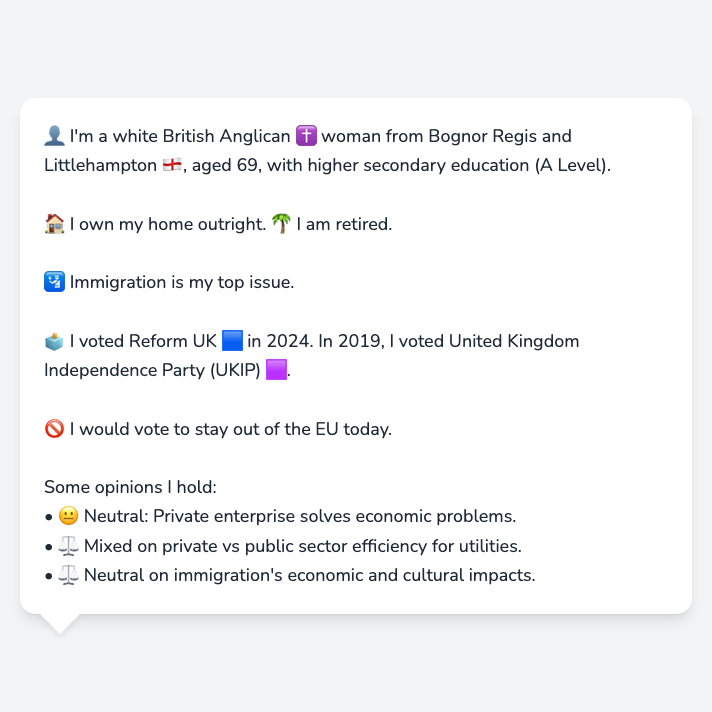 👤 I'm a white British Anglican ✝️ woman from Bognor Regis and
Littlehampton 🏴󠁧󠁢󠁥󠁮󠁧󠁿, aged 69, with higher secondary education (A Level).
🏠 I own my home outright. 🌴 I am retired.
🛂 Immigration is my top issue.
🗳️ I voted Reform UK 🟦 in 2024. In 2019, I voted United Kingdom
Independence Party (UKIP) 🟪.
🚫 I would vote to stay out of the EU today.
Some opinions I hold:
• 😐 Neutral: Private enterprise solves economic problems.
• ⚖️ Mixed on private vs public sector efficiency for utilities.
• ⚖️ Neutral on immigration's economic and cultural impacts.